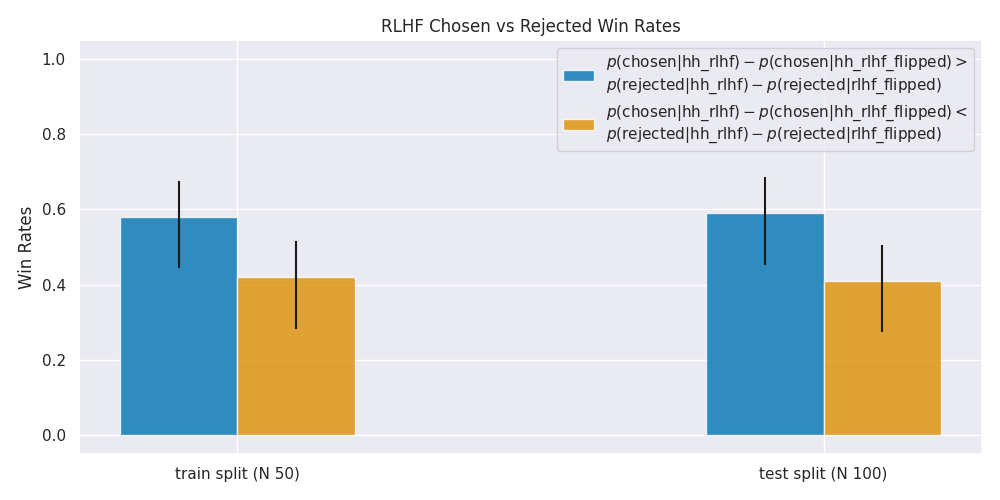 RLHF Chosen vs Rejected Win Rates
p(chosen|hh_rlhf) − p(chosen|hh_rlhf_flipped) >
p(rejected|hh_rlhf) − p(rejected|rlhf_flipped)
p(chosen|hh_rlhf) − p(chosen|hh_rlhf_flipped) <
p(rejected|hh_rlhf) − p(rejected|rlhf_flipped)
Win Rates
1.0
0.8
0.6
0.4
0.2
0.0
train split (N 50)
test split (N 100)